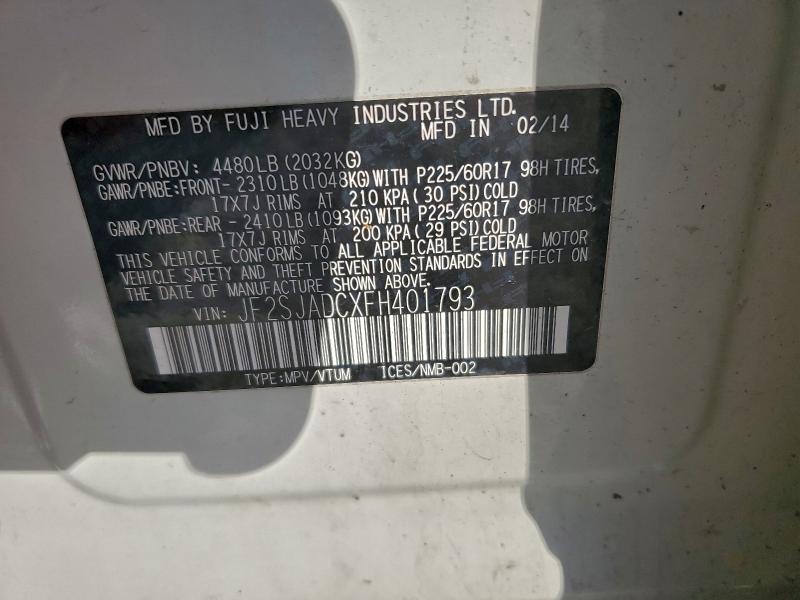 MFD BY FUJI HEAVY INDUSTRIES LTD.
MFD IN 02/14
GVWR/PNBV: 4480LB(2032KG)
GAWR/PNBE:FRONT- 2310LB(1048KG)WITH P225/60R17 98H TIRES,
17X7J RIMS AT 210 KPA(30 PSI)COLD
GAWR/PNBE:REAR - 2410LB(1093KG)WITH P225/60R17 98H TIRES,
17X7J RIMS AT 200 KPA(29 PSI)COLD
THIS VEHICLE CONFORMS TO ALL APPLICABLE FEDERAL MOTOR
VEHICLE SAFETY AND THEFT PREVENTION STANDARDS IN EFFECT ON
THE DATE OF MANUFACTURE SHOWN ABOVE.
VIN: JF2SJADCXFH401793
TYPE:MPV/VTUM ICES/NMB-002